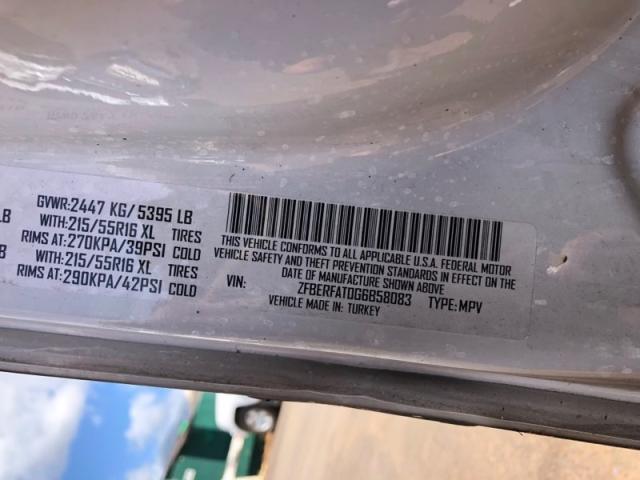 LB
GVWR:2447 KG/5395 LB
WITH:215/55R16 XL TIRES
RIMS AT:270KPA/39PSI COLD
B
WITH:215/55R16 XL TIRES
RIMS AT:290KPA/42PSI COLD
THIS VEHICLE CONFORMS TO ALL APPLICABLE U.S.A. FEDERAL MOTOR
VEHICLE SAFETY AND THEFT PREVENTION STANDARDS IN EFFECT ON THE
DATE OF MANUFACTURE SHOWN ABOVE
VIN: ZFBERFAT0G6B58083 TYPE:MPV
VEHICLE MADE IN: TURKEY